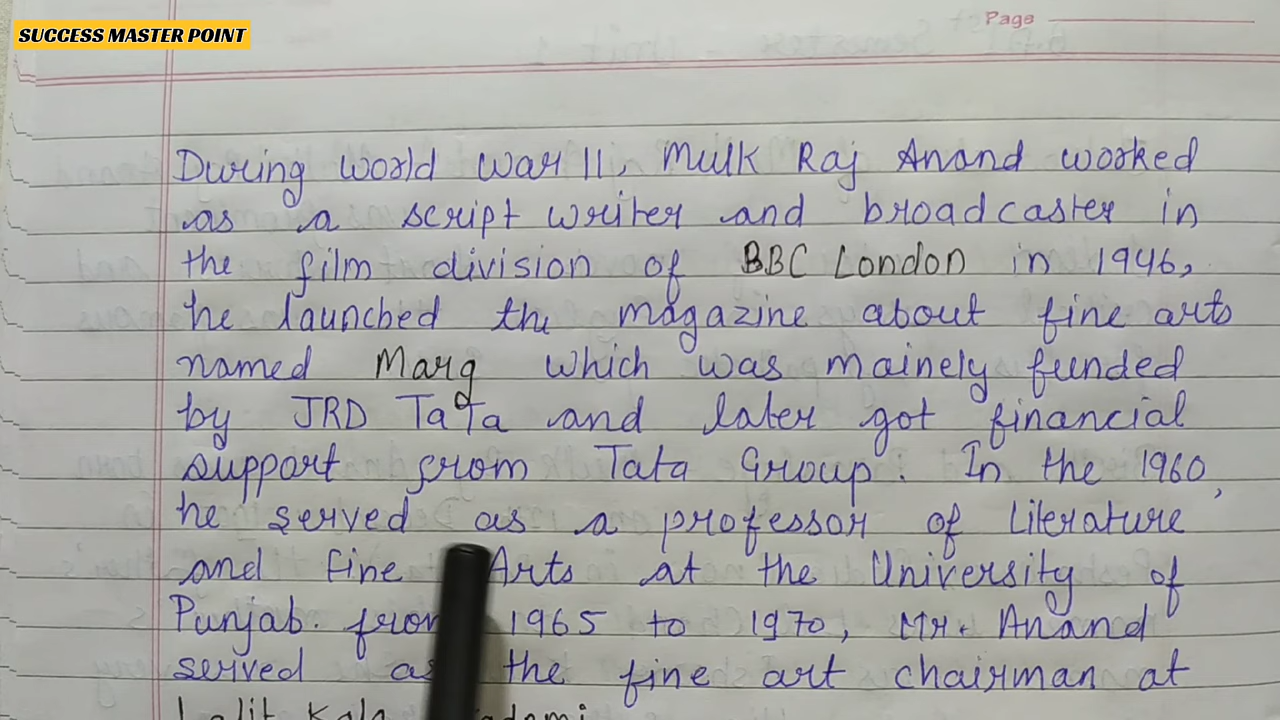 SUCCESS MASTER POINT
Page
During World War II, Mulk Raj Anand worked
as a script writer and broadcaster in
the film division of BBC London in 1946,
he launched the magazine about fine arts
named Marg which was mainely funded
by JRD Tata and later got financial
support from Tata Group. In the 1960,
he served as a professor of Literature
and Fine Arts at the University of
Punjab. from 1965 to 1970, Mr. Anand
served as the fine art chairman at
Lalit Kala